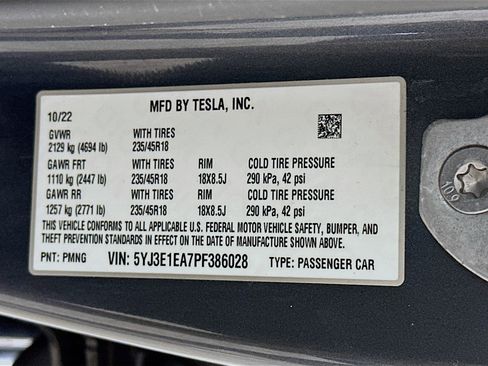 MFD BY TESLA, INC.
10/22
GVWR WITH TIRES
2129 kg (4694 lb) 235/45R18
GAWR FRT WITH TIRES RIM COLD TIRE PRESSURE
1110 kg (2447 lb) 235/45R18 18X8.5J 290 kPa, 42 psi
GAWR RR WITH TIRES RIM COLD TIRE PRESSURE
1257 kg (2771 lb) 235/45R18 18X8.5J 290 kPa, 42 psi
THIS VEHICLE CONFORMS TO ALL APPLICABLE U.S. FEDERAL MOTOR VEHICLE SAFETY, BUMPER, AND
THEFT PREVENTION STANDARDS IN EFFECT ON THE DATE OF MANUFACTURE SHOWN ABOVE.
PNT: PMNG VIN: 5YJ3E1EA7PF386028 TYPE: PASSENGER CAR
109